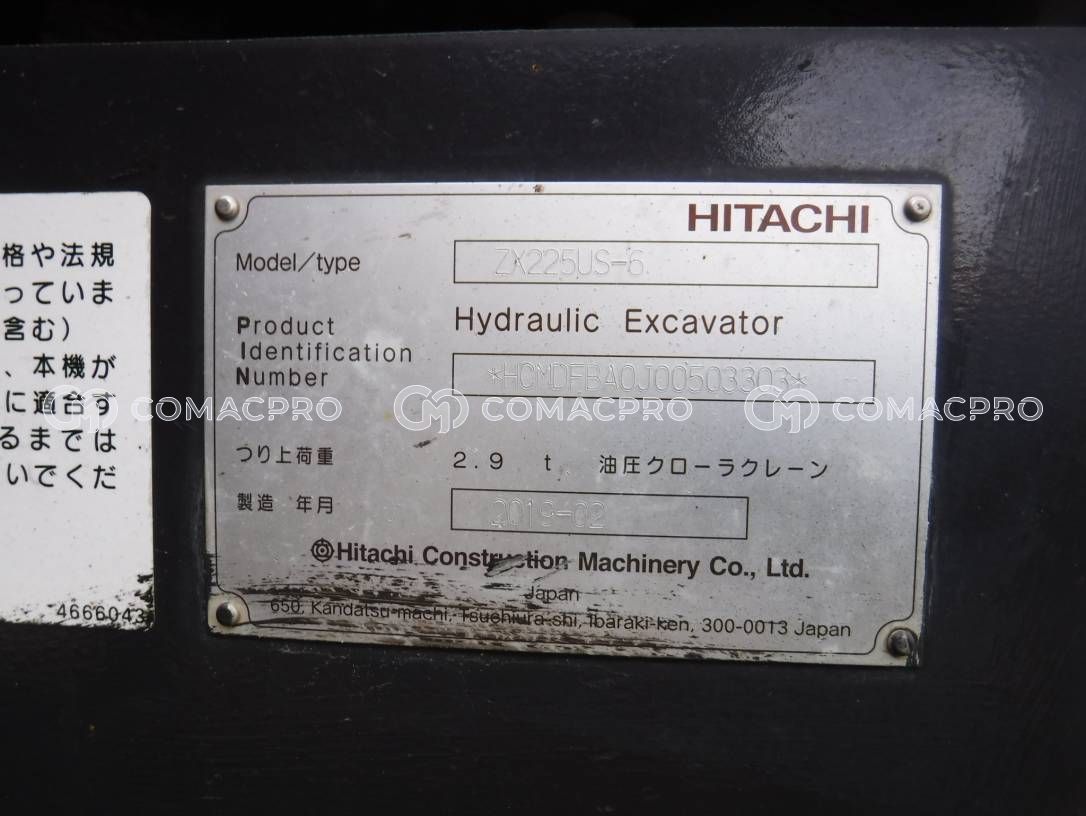 格や法規
っていま
含む)
、本機が
に適合す
るまでは
いでくだ
4666043
HITACHI
Model/type ZX225US-6
Hydraulic Excavator
Product
Identification
Number *HCMDFBA0J00503303*
つり上荷重 2.9 t 油圧クローラクレーン
製造 年月 2019-02
Hitachi Construction Machinery Co., Ltd.
Japan
650, Kandatsu-machi, Tsuchiura-shi, Ibaraki-ken, 300-0013 Japan
COMACPRO COMACPRO COMACPRO